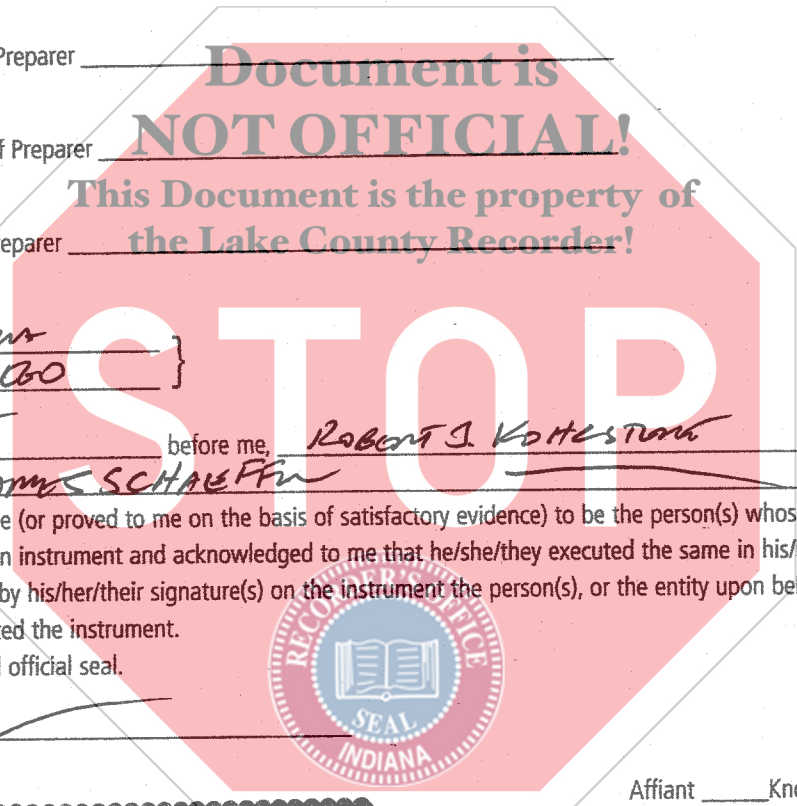 Preparer
Document is
f Preparer
NOT OFFICIAL!
This Document is the property of
eparer
the Lake County Recorder!
STOP
before me, ROBERT J. KOHLSTRUNK
SCHAEFFER
e (or proved to me on the basis of satisfactory evidence) to be the person(s) whos
n instrument and acknowledged to me that he/she/they executed the same in his/
by his/her/their signature(s) on the instrument the person(s), or the entity upon be
ted the instrument.
l official seal.
RECORDER'S OFFICE
SEAL
INDIANA
Affiant Kn